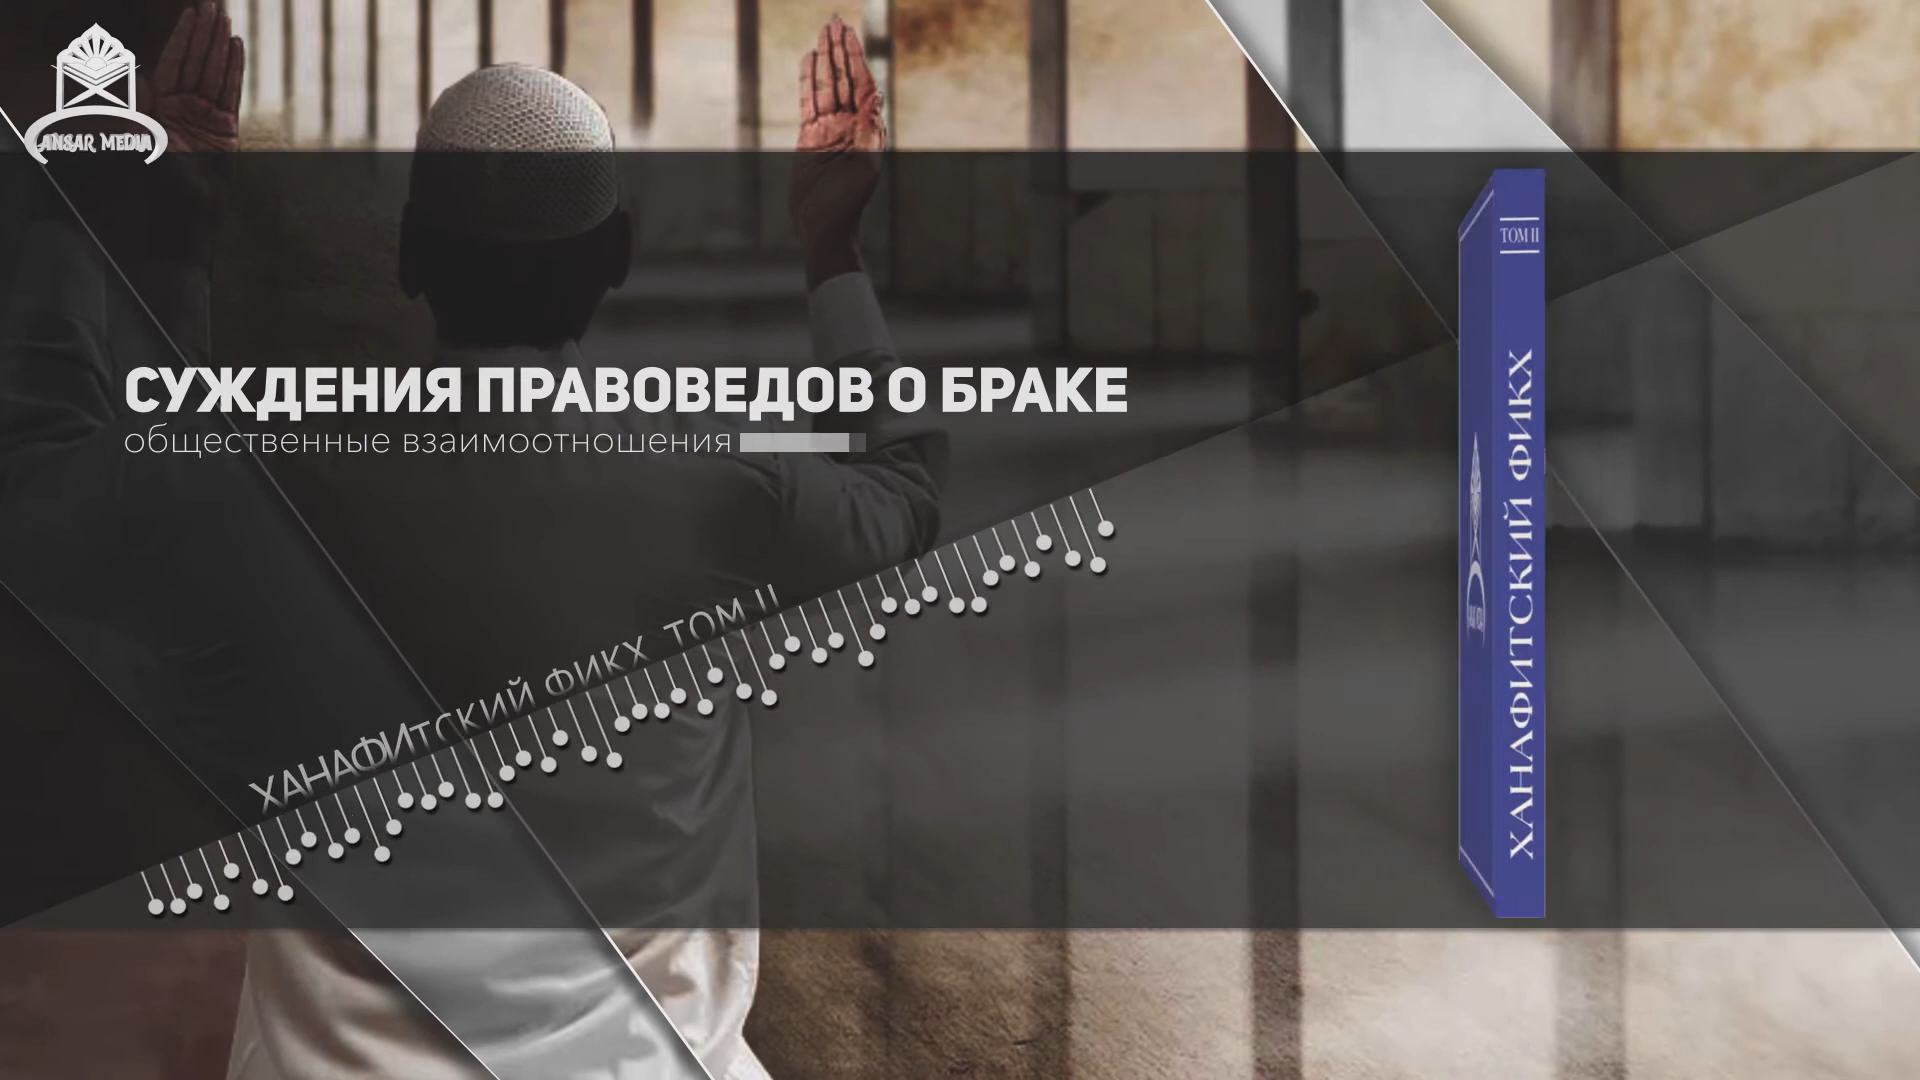 ANSAR MEDIA
СУЖДЕНИЯ ПРАВОВЕДОВ О БРАКЕ
общественные взаимоотношения
ХАНАФИТСКИЙ ФИКХ ТОМ II
ТОМ II
ХАНАФИТСКИЙ ФИКХ